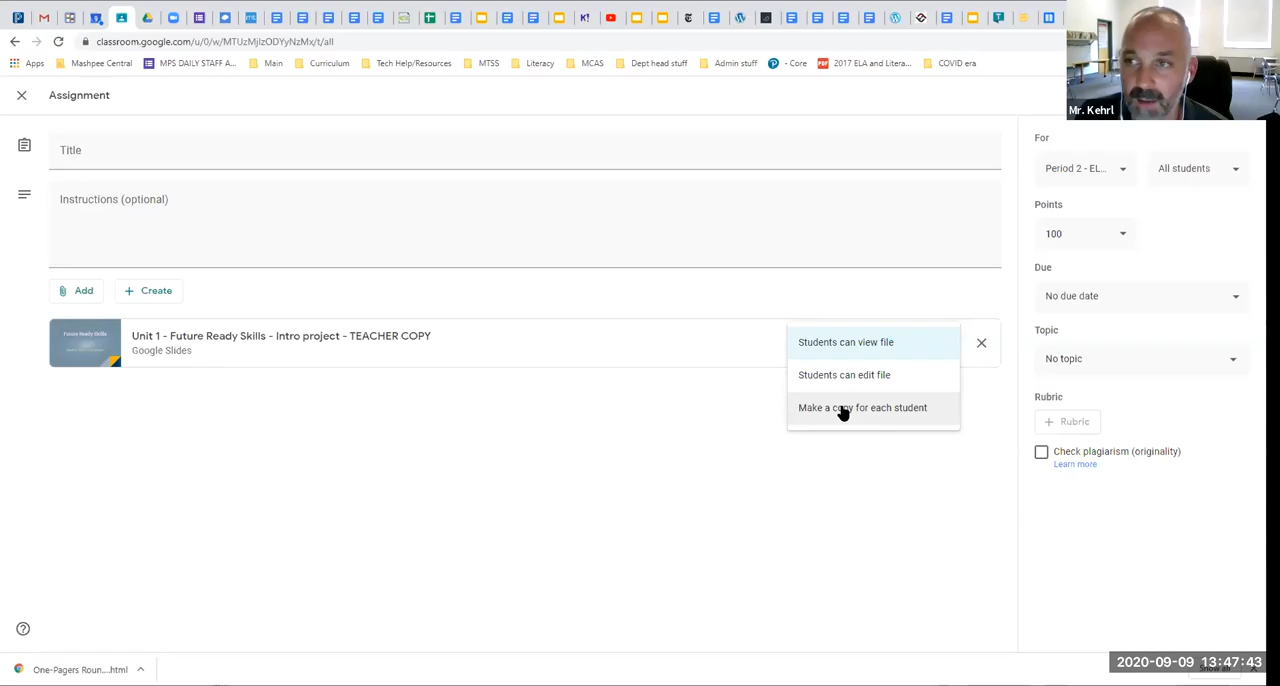 classroom.google.com/u/0/w/MTUzMjIzODYyNzMx/t/all
Apps Mashpee Central MPS DAILY STAFF A... Main Curriculum Tech Help/Resources MTSS Literacy MCAS Dept head stuff Admin stuff - Core 2017 ELA and Litera... COVID era
Mr. Kehrl
Assignment
Title
Instructions (optional)
Add
Create
Unit 1 - Future Ready Skills - Intro project - TEACHER COPY
Google Slides
Future Ready Skills
Students can view file
Students can edit file
Make a copy for each student
For
Period 2 - EL... All students
Points
100
Due
No due date
Topic
No topic
Rubric
Rubric
Check plagiarism (originality)
Learn more
One-Pagers Roun....html
Show all
2020-09-09 13:47:43